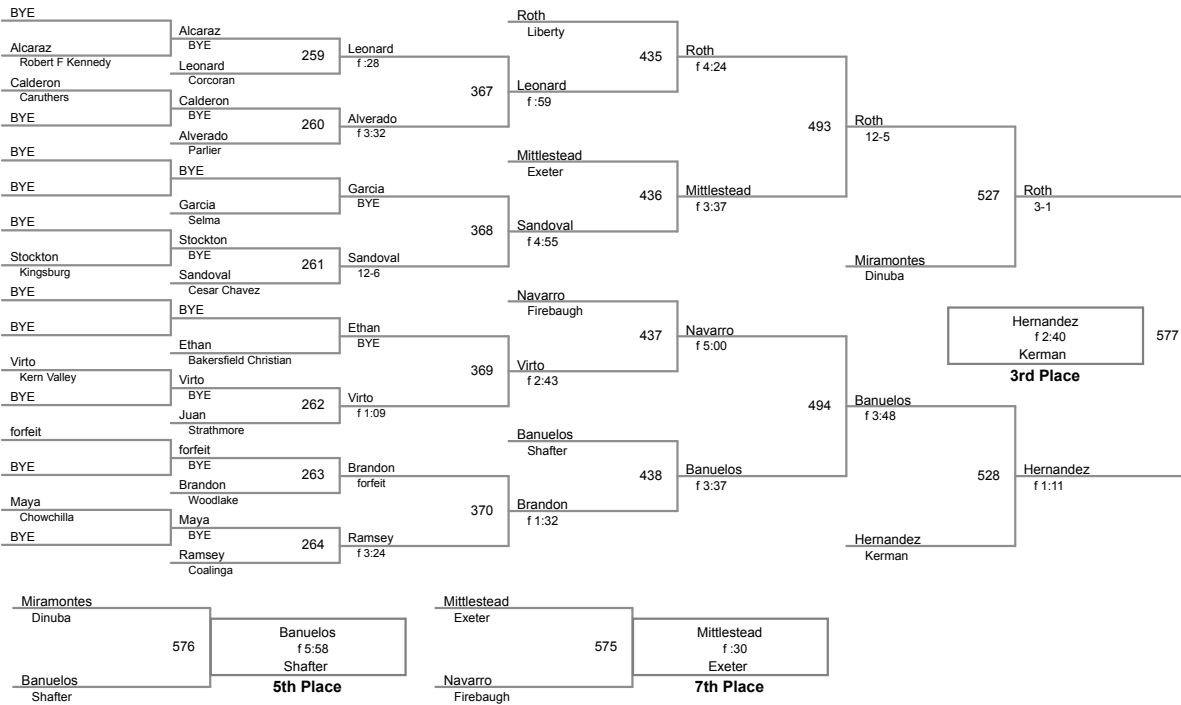 BYE
Alcaraz
Robert F Kennedy
Calderon
Caruthers
BYE
BYE
BYE
BYE
Stockton
Kingsburg
BYE
BYE
Virto
Kern Valley
BYE
forfeit
BYE
Maya
Chowchilla
BYE
Alcaraz
BYE
259
Leonard
Corcoran
Calderon
BYE
260
Alverado
Parlier
BYE
Garcia
Selma
Stockton
BYE
261
Sandoval
Cesar Chavez
BYE
Ethan
Bakersfield Christian
Virto
BYE
262
Juan
Strathmore
forfeit
BYE
263
Brandon
Woodlake
Maya
BYE
264
Ramsey
Coalinga
Leonard
f :28
367
Alverado
f 3:32
Garcia
BYE
368
Sandoval
12-6
Ethan
BYE
369
Virto
f 1:09
Brandon
forfeit
370
Ramsey
f 3:24
Roth
Liberty
435
Leonard
f :59
Mittlestead
Exeter
436
Sandoval
f 4:55
Navarro
Firebaugh
437
Virto
f 2:43
Banuelos
Shafter
438
Brandon
f 1:32
Roth
f 4:24
493
Mittlestead
f 3:37
Navarro
f 5:00
494
Banuelos
f 3:37
Roth
12-5
527
Miramontes
Dinuba
Banuelos
f 3:48
528
Hernandez
Kerman
Roth
3-1
Hernandez
f 1:11
Hernandez
f 2:40
Kerman
577
3rd Place
Miramontes
Dinuba
576
Banuelos
Shafter
Banuelos
f 5:58
Shafter
5th Place
Mittlestead
Exeter
575
Navarro
Firebaugh
Mittlestead
f :30
Exeter
7th Place